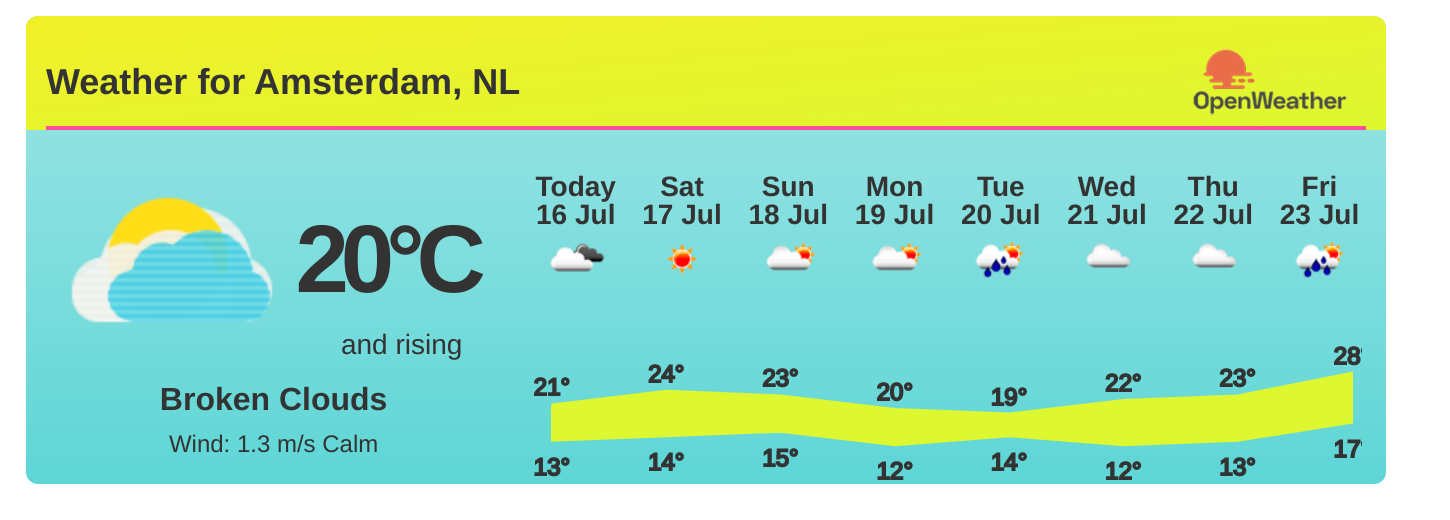 Weather for Amsterdam, NL
OpenWeather
20°C
and rising
Broken Clouds
Wind: 1.3 m/s Calm
Today Sat Sun Mon Tue Wed Thu Fri
16 Jul 17 Jul 18 Jul 19 Jul 20 Jul 21 Jul 22 Jul 23 Jul
21° 24° 23° 20° 19° 22° 23° 28°
13° 14° 15° 12° 14° 12° 13° 17°